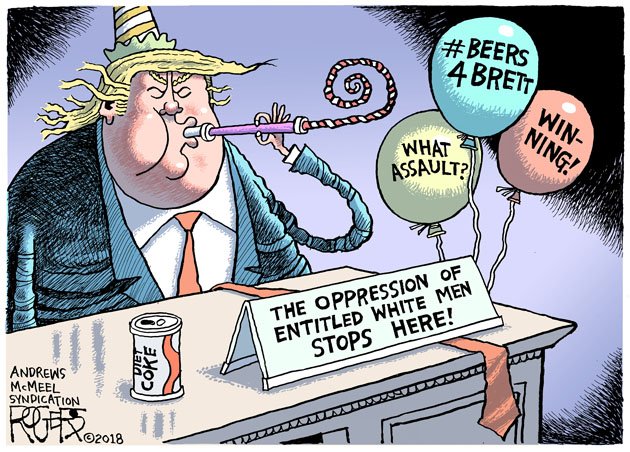 #BEERS
4 BRETT
WIN-
NING!
WHAT
ASSAULT?
THE OPPRESSION OF
ENTITLED WHITE MEN
STOPS HERE!
DIET
COKE
ANDREWS
McMEEL
SYNDICATION
ROGERS
©2018